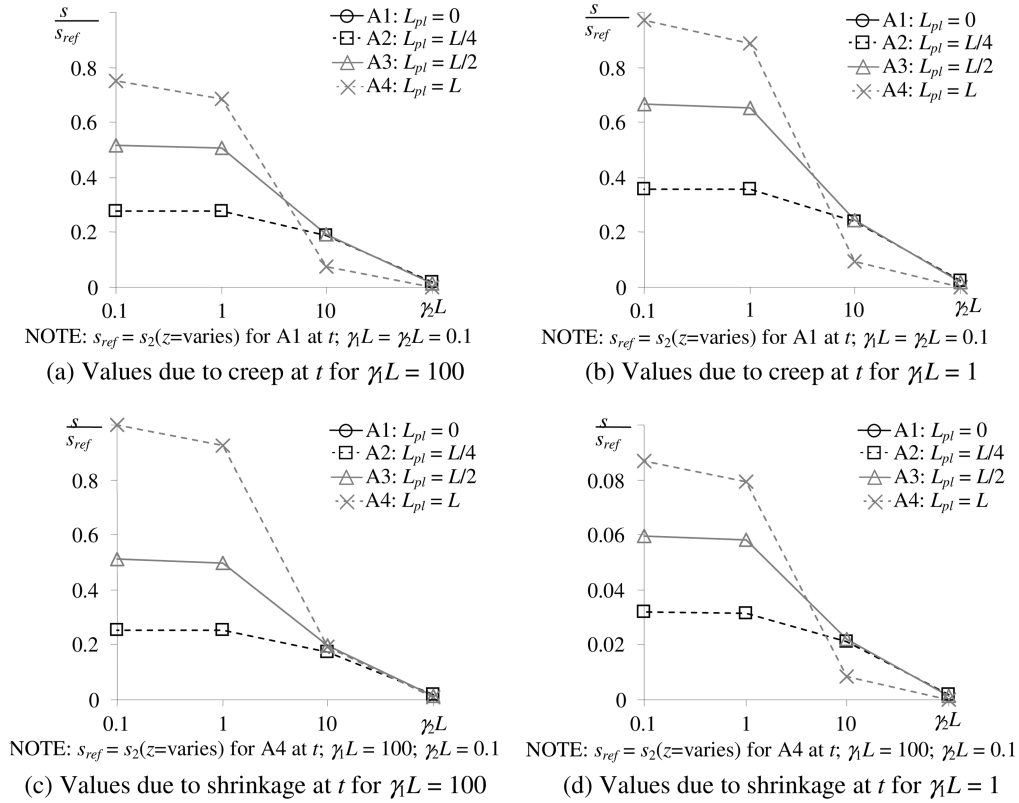 s
s_ref
A1: L_pl = 0
A2: L_pl = L/4
A3: L_pl = L/2
A4: L_pl = L
0.8
0.6
0.4
0.2
0
0.1 1 10 γ₂L
NOTE: s_ref = s₂(z=varies) for A1 at t; γ₁L = γ₂L = 0.1
(a) Values due to creep at t for γ₁L = 100
s
s_ref
A1: L_pl = 0
A2: L_pl = L/4
A3: L_pl = L/2
A4: L_pl = L
0.8
0.6
0.4
0.2
0
0.1 1 10 γ₂L
NOTE: s_ref = s₂(z=varies) for A1 at t; γ₁L = γ₂L = 0.1
(b) Values due to creep at t for γ₁L = 1
s
s_ref
A1: L_pl = 0
A2: L_pl = L/4
A3: L_pl = L/2
A4: L_pl = L
0.8
0.6
0.4
0.2
0
0.1 1 10 γ₂L
NOTE: s_ref = s₂(z=varies) for A4 at t; γ₁L = 100; γ₂L = 0.1
(c) Values due to shrinkage at t for γ₁L = 100
s
s_ref
A1: L_pl = 0
A2: L_pl = L/4
A3: L_pl = L/2
A4: L_pl = L
0.08
0.06
0.04
0.02
0
0.1 1 10 γ₂L
NOTE: s_ref = s₂(z=varies) for A4 at t; γ₁L = 100; γ₂L = 0.1
(d) Values due to shrinkage at t for γ₁L = 1